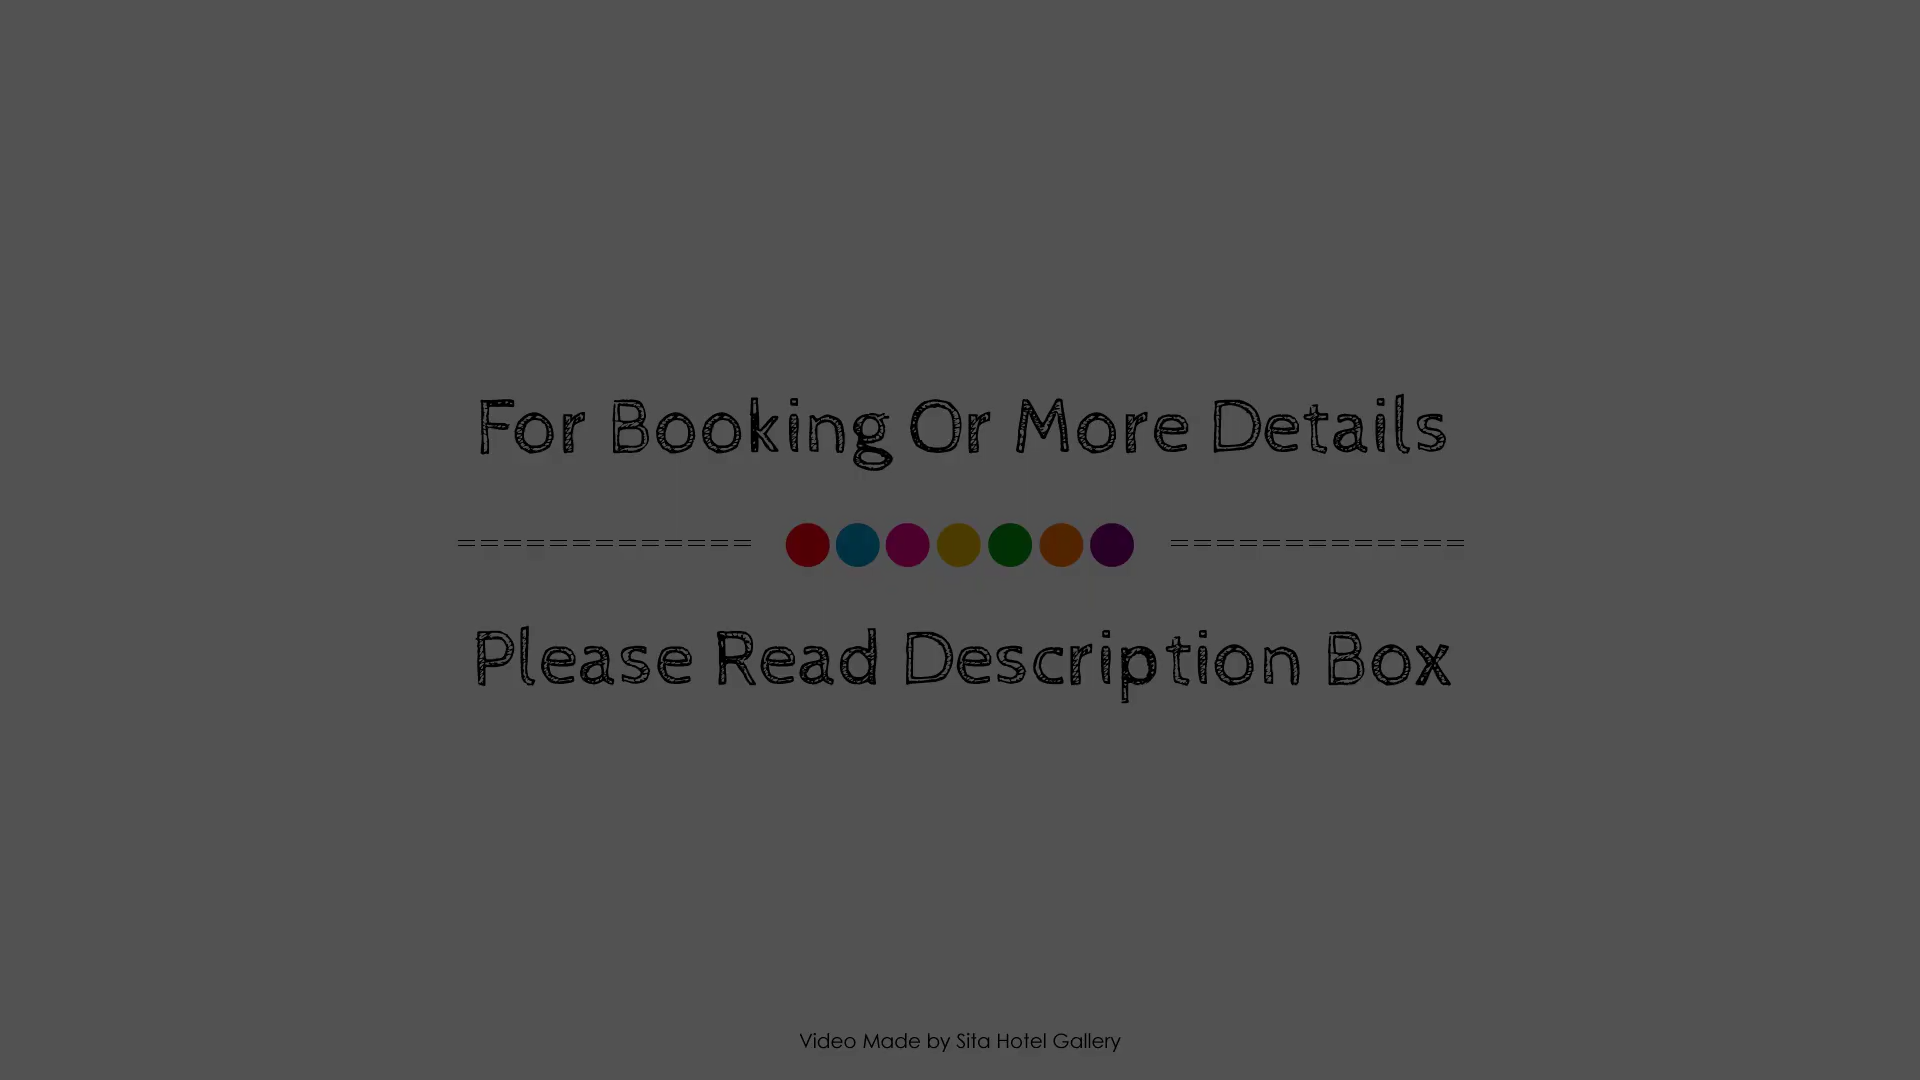 For Booking Or More Details
============= =============
Please Read Description Box
Video Made by Sita Hotel Gallery